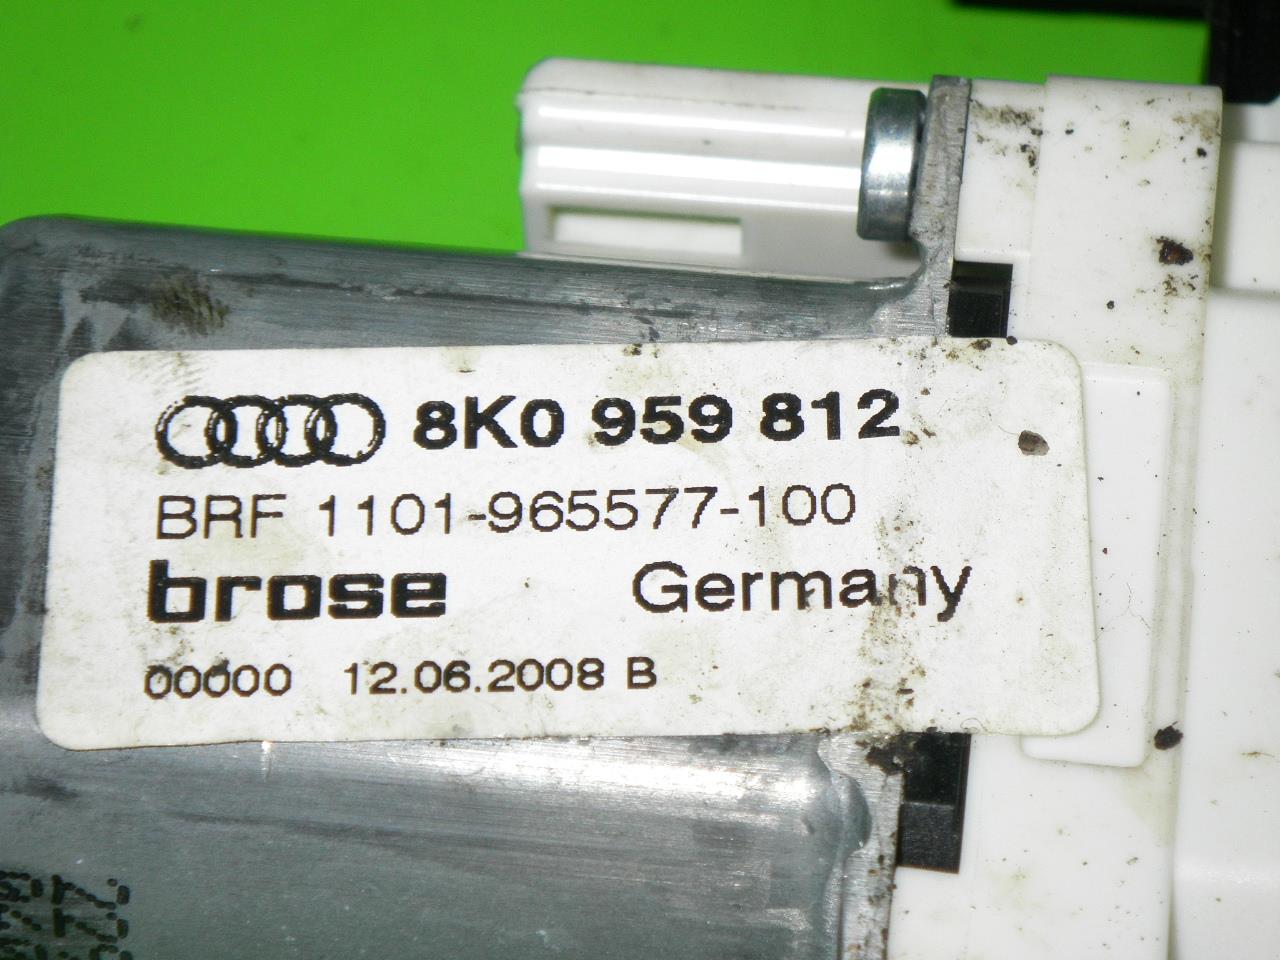 8K0 959 812
BRF 1101-965577-100
brose Germany
00000 12.06.2008 B